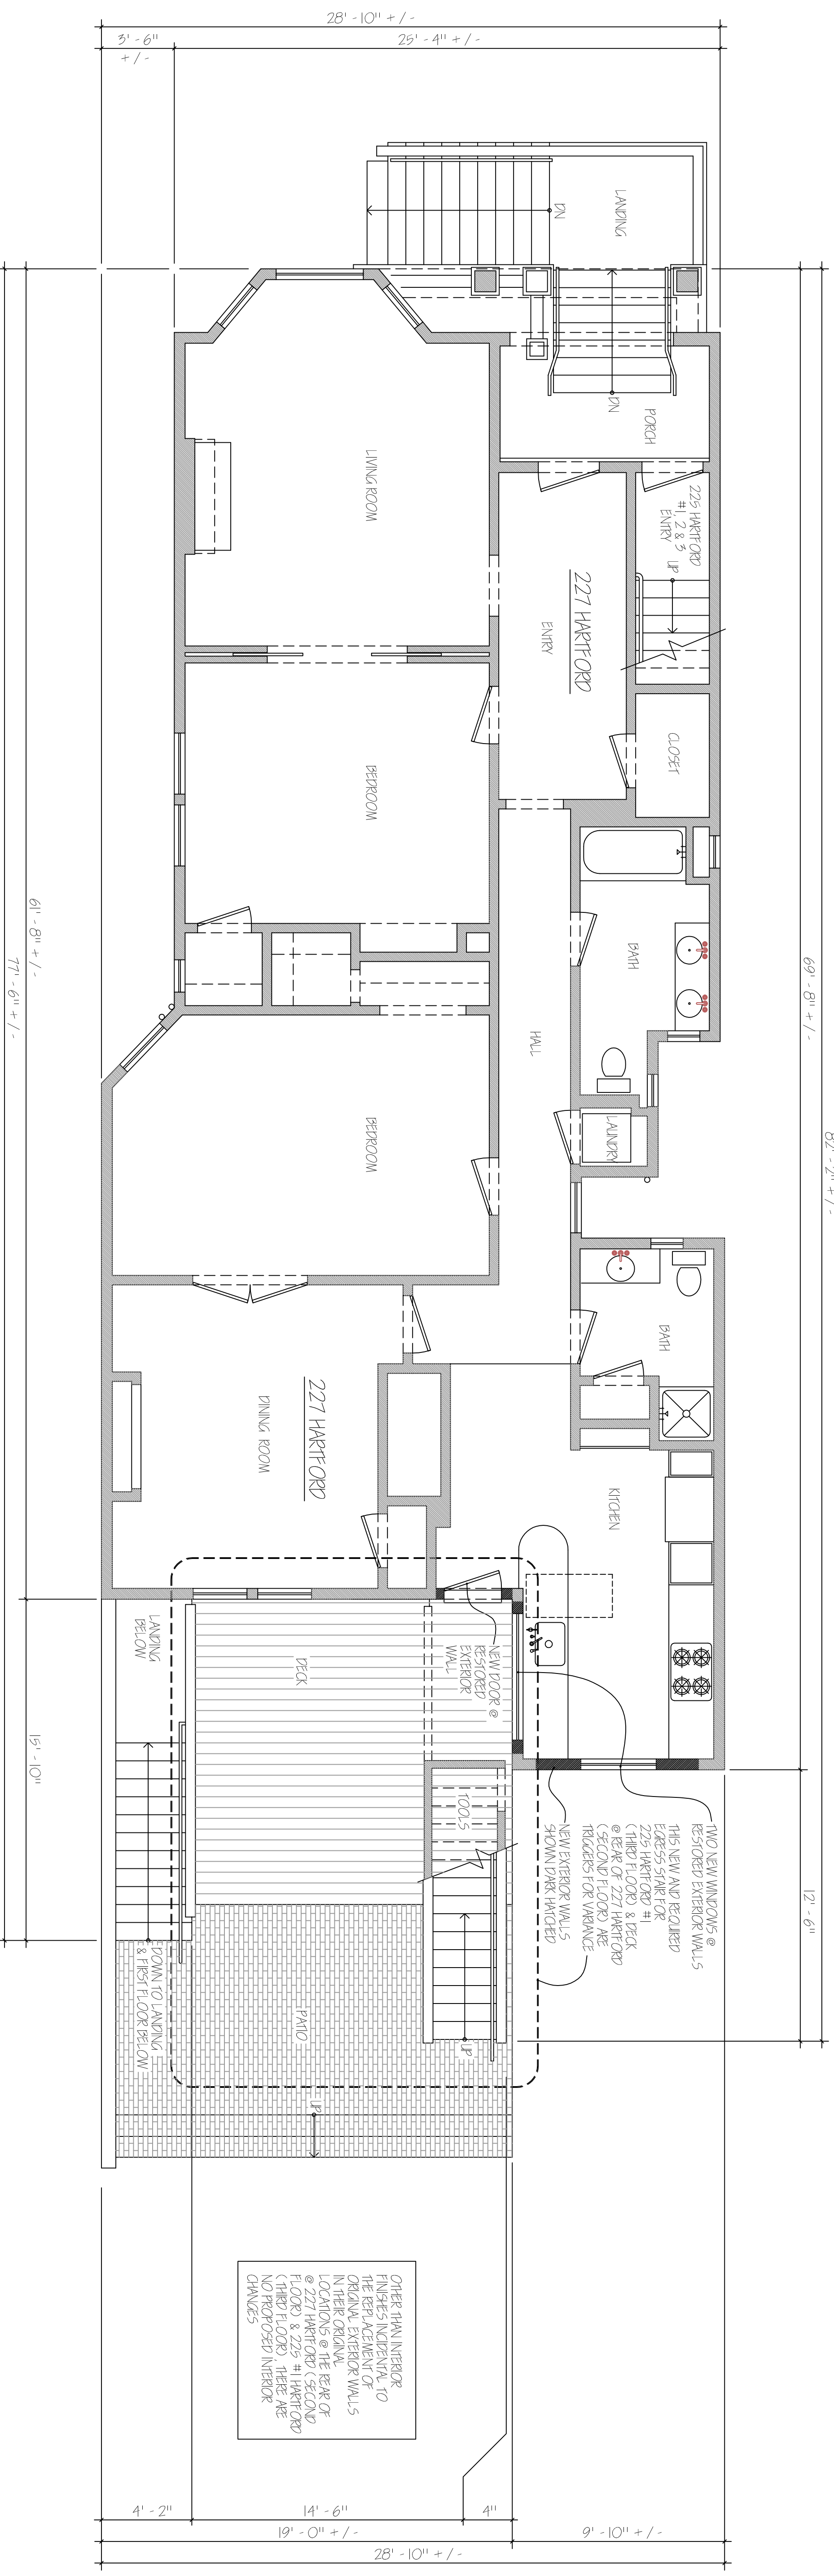 28' -10" +/-
3' - 6"
+/-
25' -4" +/-
LANDING
DN
DN
PORCH
LIVING ROOM
225 HARTFORD
#1, 2 & 3
ENTRY
UP
227 HARTFORD
ENTRY
CLOSET
BEDROOM
BATH
HALL
61' - 8" +/-
77' -6" +/-
69' - 8" +/-
82' -2" +/-
BEDROOM
LAUNDRY
BATH
227 HARTFORD
DINING ROOM
KITCHEN
LANDING
BELOW
DECK
NEW DOOR @
RESTORED
EXTERIOR
WALL
TOOLS
15' - 10"
12' - 6"
TWO NEW WINDOWS @
RESTORED EXTERIOR WALLS
THIS NEW AND REQUIRED
EGRESS STAIR FOR
225 HARTFORD #1
(THIRD FLOOR) & DECK
@ REAR OF 227 HARTFORD
(SECOND FLOOR) ARE
TRIGGERS FOR VARIANCE
NEW EXTERIOR WALLS
SHOWN DARK HATCHED
DOWN TO LANDING
& FIRST FLOOR BELOW
PATIO
UP
UP
OTHER THAN INTERIOR
FINISHES INCIDENTAL TO
THE REPLACEMENT OF
ORIGINAL EXTERIOR WALLS
IN THEIR ORIGINAL
LOCATIONS @ THE REAR OF
@ 227 HARTFORD (SECOND
FLOOR) & 225 #1 HARTFORD
(THIRD FLOOR), THERE ARE
NO PROPOSED INTERIOR
CHANGES
4' - 2"
14' -6"
4"
19' - 0" +/-
9' -10" +/-
28' -10" +/-